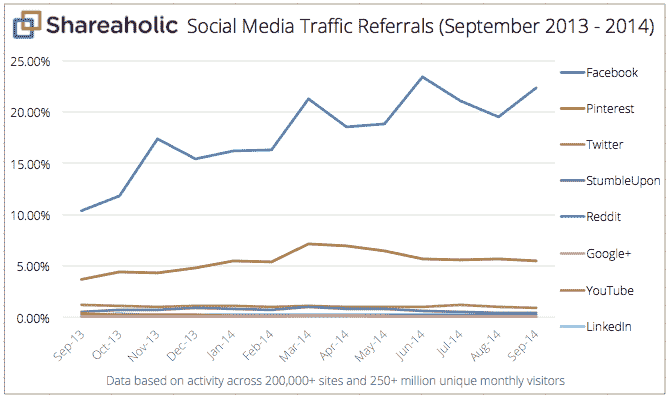 Shareaholic Social Media Traffic Referrals (September 2013 - 2014)
25.00%
20.00%
15.00%
10.00%
5.00%
0.00%
Sep-13
Oct-13
Nov-13
Dec-13
Jan-14
Feb-14
Mar-14
Apr-14
May-14
Jun-14
Jul-14
Aug-14
Sep-14
Facebook
Pinterest
Twitter
StumbleUpon
Reddit
Google+
YouTube
LinkedIn
Data based on activity across 200,000+ sites and 250+ million unique monthly visitors